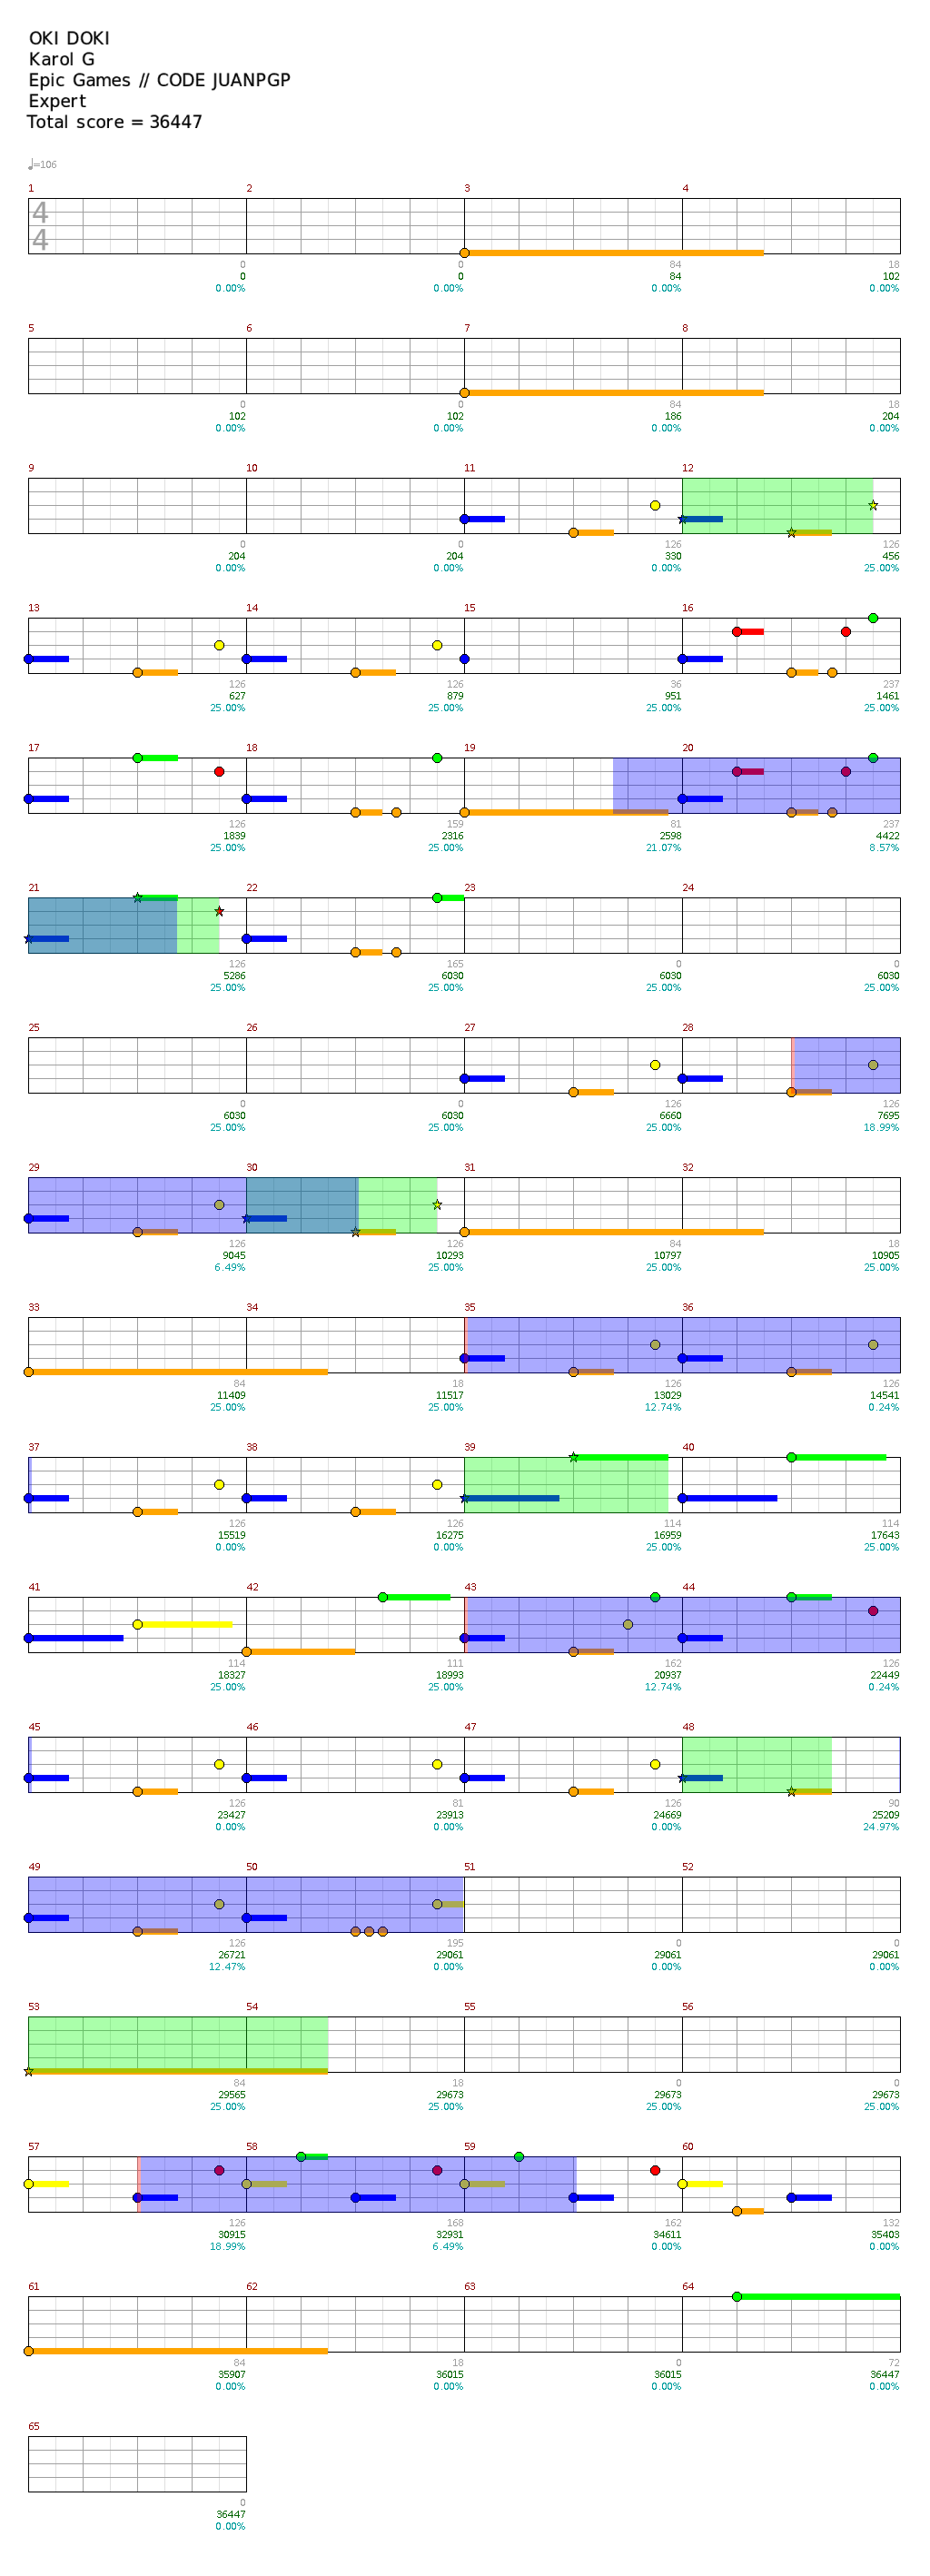 OKI DOKI
Karol G
Epic Games // CODE JUANPGP
Expert
Total score = 36447
♩=106
1 2 3 4
4
4
0 0 84 18
0 0 84 102
0.00% 0.00% 0.00% 0.00%
5 6 7 8
0 0 84 18
102 102 186 204
0.00% 0.00% 0.00% 0.00%
9 10 11 12
0 0 126 126
204 204 330 456
0.00% 0.00% 0.00% 25.00%
13 14 15 16
126 126 36 237
627 879 951 1461
25.00% 25.00% 25.00% 25.00%
17 18 19 20
126 159 81 237
1839 2316 2598 4422
25.00% 25.00% 21.07% 8.57%
21 22 23 24
126 165 0 0
5286 6030 6030 6030
25.00% 25.00% 25.00% 25.00%
25 26 27 28
0 0 126 126
6030 6030 6660 7695
25.00% 25.00% 25.00% 18.99%
29 30 31 32
126 126 84 18
9045 10293 10797 10905
6.49% 25.00% 25.00% 25.00%
33 34 35 36
84 18 126 126
11409 11517 13029 14541
25.00% 25.00% 12.74% 0.24%
37 38 39 40
126 126 114 114
15519 16275 16959 17643
0.00% 0.00% 25.00% 25.00%
41 42 43 44
114 111 162 126
18327 18993 20937 22449
25.00% 25.00% 12.74% 0.24%
45 46 47 48
126 81 126 90
23427 23913 24669 25209
0.00% 0.00% 0.00% 24.97%
49 50 51 52
126 195 0 0
26721 29061 29061 29061
12.47% 0.00% 0.00% 0.00%
53 54 55 56
84 18 0 0
29565 29673 29673 29673
25.00% 25.00% 25.00% 25.00%
57 58 59 60
126 168 162 132
30915 32931 34611 35403
18.99% 6.49% 0.00% 0.00%
61 62 63 64
84 18 0 72
35907 36015 36015 36447
0.00% 0.00% 0.00% 0.00%
65
0
36447
0.00%